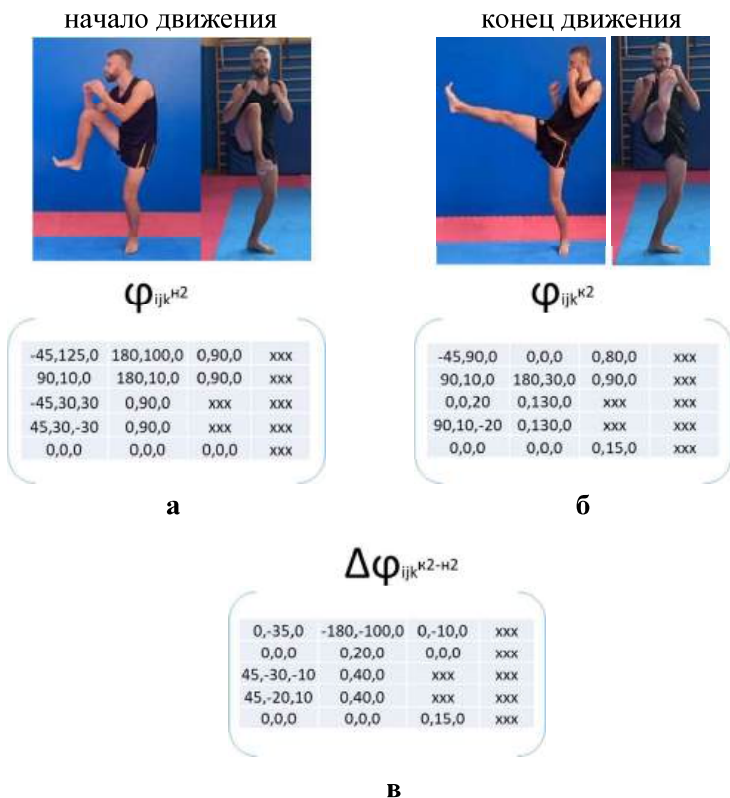 начало движения
конец движения
φijkн2
φijkк2
-45,125,0 180,100,0 0,90,0 xxx
90,10,0 180,10,0 0,90,0 xxx
-45,30,30 0,90,0 xxx xxx
45,30,-30 0,90,0 xxx xxx
0,0,0 0,0,0 0,0,0 xxx
-45,90,0 0,0,0 0,80,0 xxx
90,10,0 180,30,0 0,90,0 xxx
0,0,20 0,130,0 xxx xxx
90,10,-20 0,130,0 xxx xxx
0,0,0 0,0,0 0,15,0 xxx
а
б
Δφijkк2-н2
0,-35,0 -180,-100,0 0,-10,0 xxx
0,0,0 0,20,0 0,0,0 xxx
45,-30,-10 0,40,0 xxx xxx
45,-20,10 0,40,0 xxx xxx
0,0,0 0,0,0 0,15,0 xxx
в